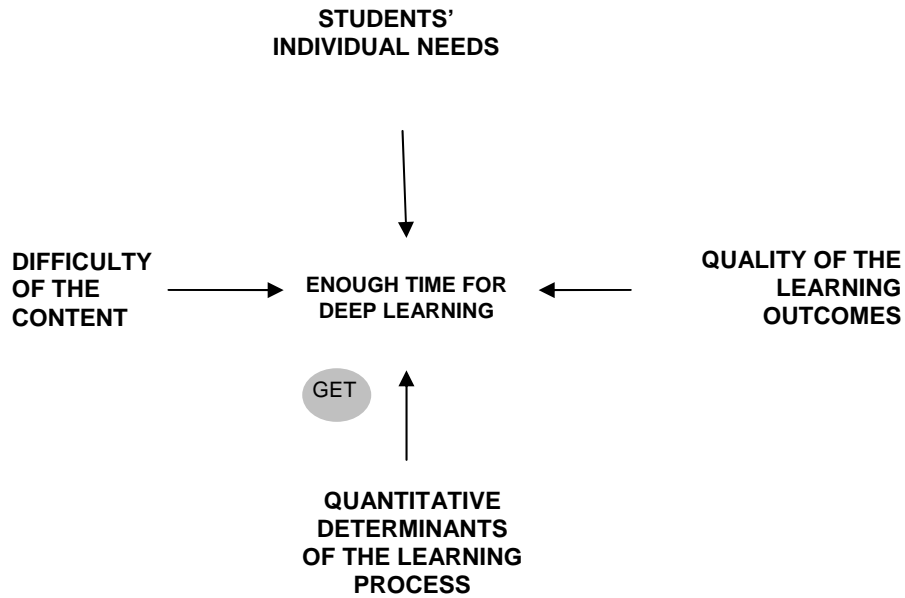 STUDENTS’
INDIVIDUAL NEEDS
DIFFICULTY
OF THE
CONTENT
ENOUGH TIME FOR
DEEP LEARNING
QUALITY OF THE
LEARNING
OUTCOMES
GET
QUANTITATIVE
DETERMINANTS
OF THE LEARNING
PROCESS